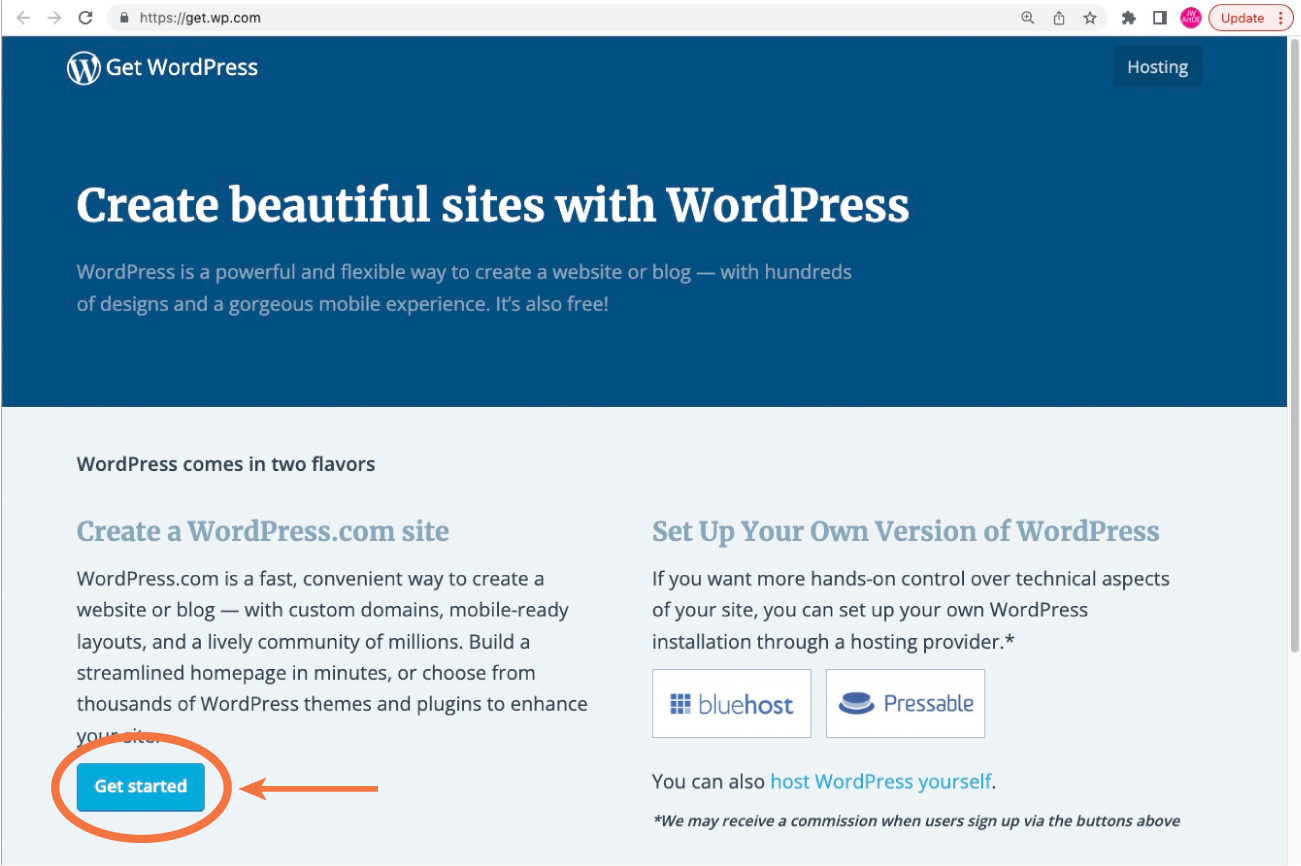 https://get.wp.com
JW
ArtDE
Update
Get WordPress
Hosting
Create beautiful sites with WordPress
WordPress is a powerful and flexible way to create a website or blog — with hundreds
of designs and a gorgeous mobile experience. It’s also free!
WordPress comes in two flavors
Create a WordPress.com site
WordPress.com is a fast, convenient way to create a
website or blog — with custom domains, mobile-ready
layouts, and a lively community of millions. Build a
streamlined homepage in minutes, or choose from
thousands of WordPress themes and plugins to enhance
your site.
Get started
Set Up Your Own Version of WordPress
If you want more hands-on control over technical aspects
of your site, you can set up your own WordPress
installation through a hosting provider.*
bluehost
Pressable
You can also host WordPress yourself.
*We may receive a commission when users sign up via the buttons above